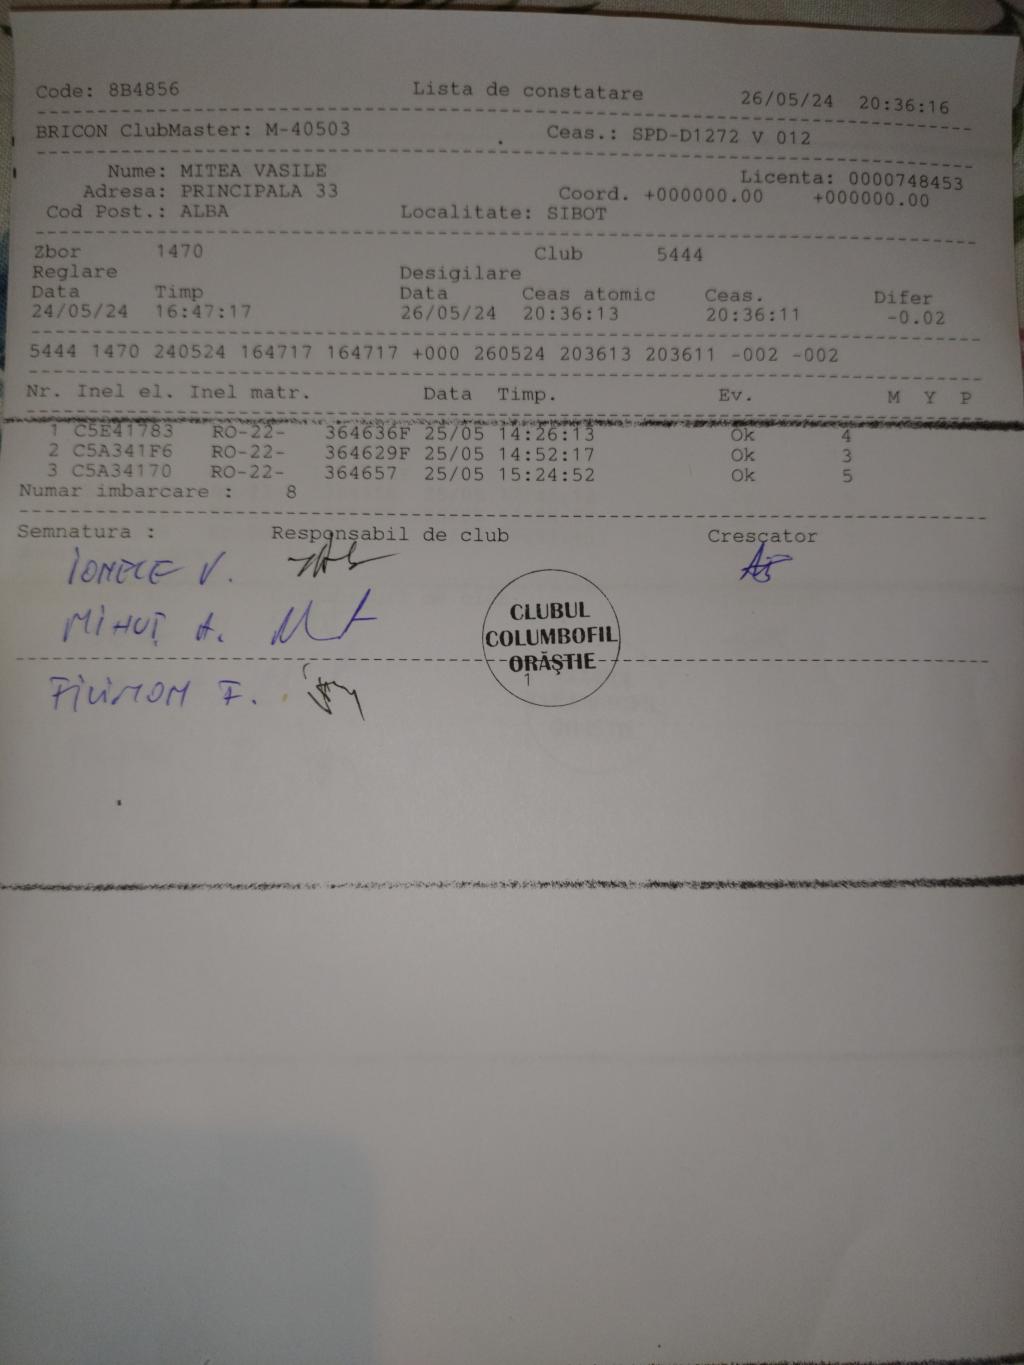 Code: 8B4856 Lista de constatare 26/05/24 20:36:16
BRICON ClubMaster: M-40503 Ceas.: SPD-D1272 V 012
Nume: MITEA VASILE Licenta: 0000748453
Adresa: PRINCIPALA 33 Coord. +000000.00 +000000.00
Cod Post.: ALBA Localitate: SIBOT
Zbor 1470 Club 5444
Reglare Desigilare
Data Timp Data Ceas atomic Ceas. Difer
24/05/24 16:47:17 26/05/24 20:36:13 20:36:11 -0.02
5444 1470 240524 164717 164717 +000 260524 203613 203611 -002 -002
Nr. Inel el. Inel matr. Data Timp. Ev. M Y P
1 C5E41783 RO-22- 364636F 25/05 14:26:13 Ok 4
2 C5A341F6 RO-22- 364629F 25/05 14:52:17 Ok 3
3 C5A34170 RO-22- 364657 25/05 15:24:52 Ok 5
Numar imbarcare : 8
Semnatura : Responsabil de club Crescator
IONELE V.
MIHUȚ A.
CLUBUL
COLUMBOFIL
ORĂȘTIE
1
FILIMON F.